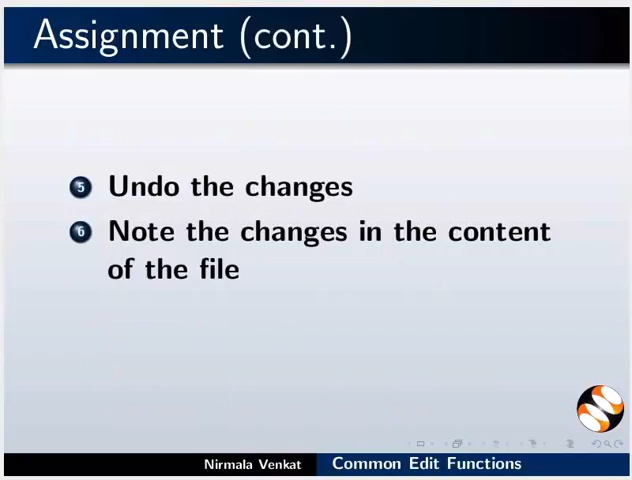 Assignment (cont.)
5 Undo the changes
6 Note the changes in the content
of the file
Nirmala Venkat Common Edit Functions